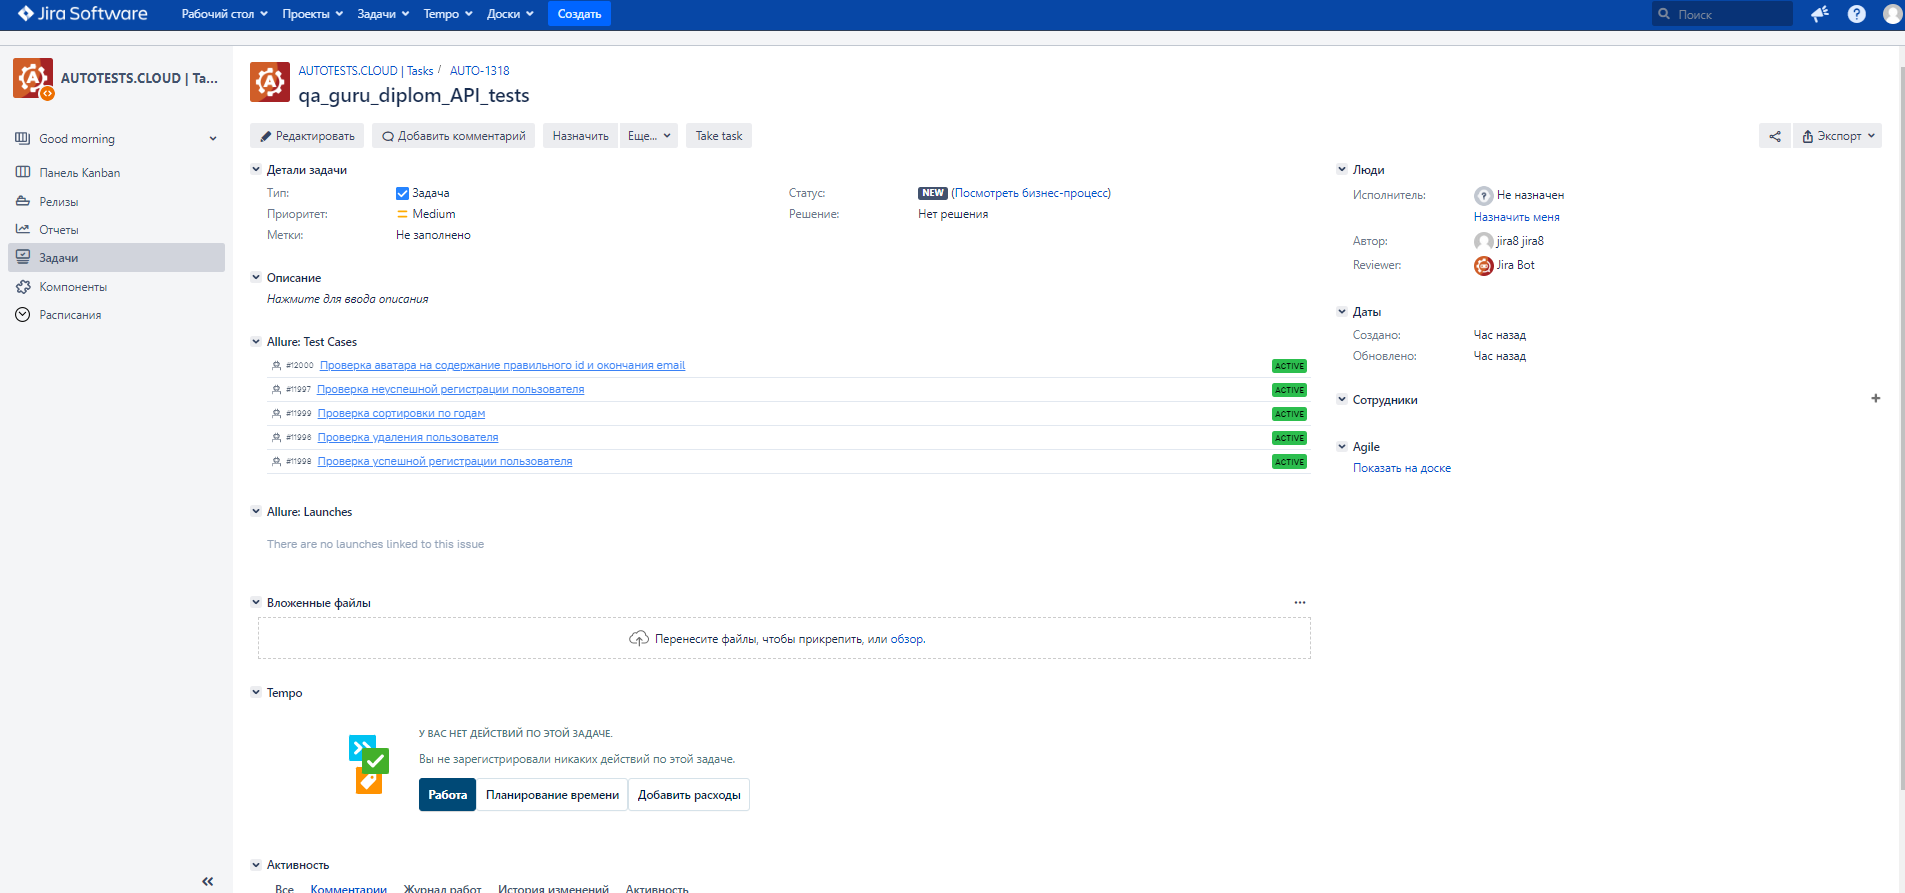 Jira Software Рабочий стол Проекты Задачи Tempo Доски Создать Поиск
AUTOTESTS.CLOUD | Ta...
Good morning
Панель Kanban
Релизы
Отчеты
Задачи
Компоненты
Расписания
AUTOTESTS.CLOUD | Tasks / AUTO-1318
qa_guru_diplom_API_tests
Редактировать Добавить комментарий Назначить Еще... Take task Экспорт
Детали задачи
Тип: Задача
Приоритет: Medium
Метки: Не заполнено
Статус: NEW (Посмотреть бизнес-процесс)
Решение: Нет решения
Описание
Нажмите для ввода описания
Allure: Test Cases
#12000 Проверка аватара на содержание правильного id и окончания email ACTIVE
#11997 Проверка неуспешной регистрации пользователя ACTIVE
#11999 Проверка сортировки по годам ACTIVE
#11996 Проверка удаления пользователя ACTIVE
#11998 Проверка успешной регистрации пользователя ACTIVE
Allure: Launches
There are no launches linked to this issue
Вложенные файлы
Перенесите файлы, чтобы прикрепить, или обзор.
Tempo
У ВАС НЕТ ДЕЙСТВИЙ ПО ЭТОЙ ЗАДАЧЕ.
Вы не зарегистрировали никаких действий по этой задаче.
Работа Планирование времени Добавить расходы
Активность
Все Комментарии Журнал работ История изменений Активность
Люди
Исполнитель: Не назначен
Назначить меня
Автор: jira8 jira8
Reviewer: Jira Bot
Даты
Создано: Час назад
Обновлено: Час назад
Сотрудники
Agile
Показать на доске